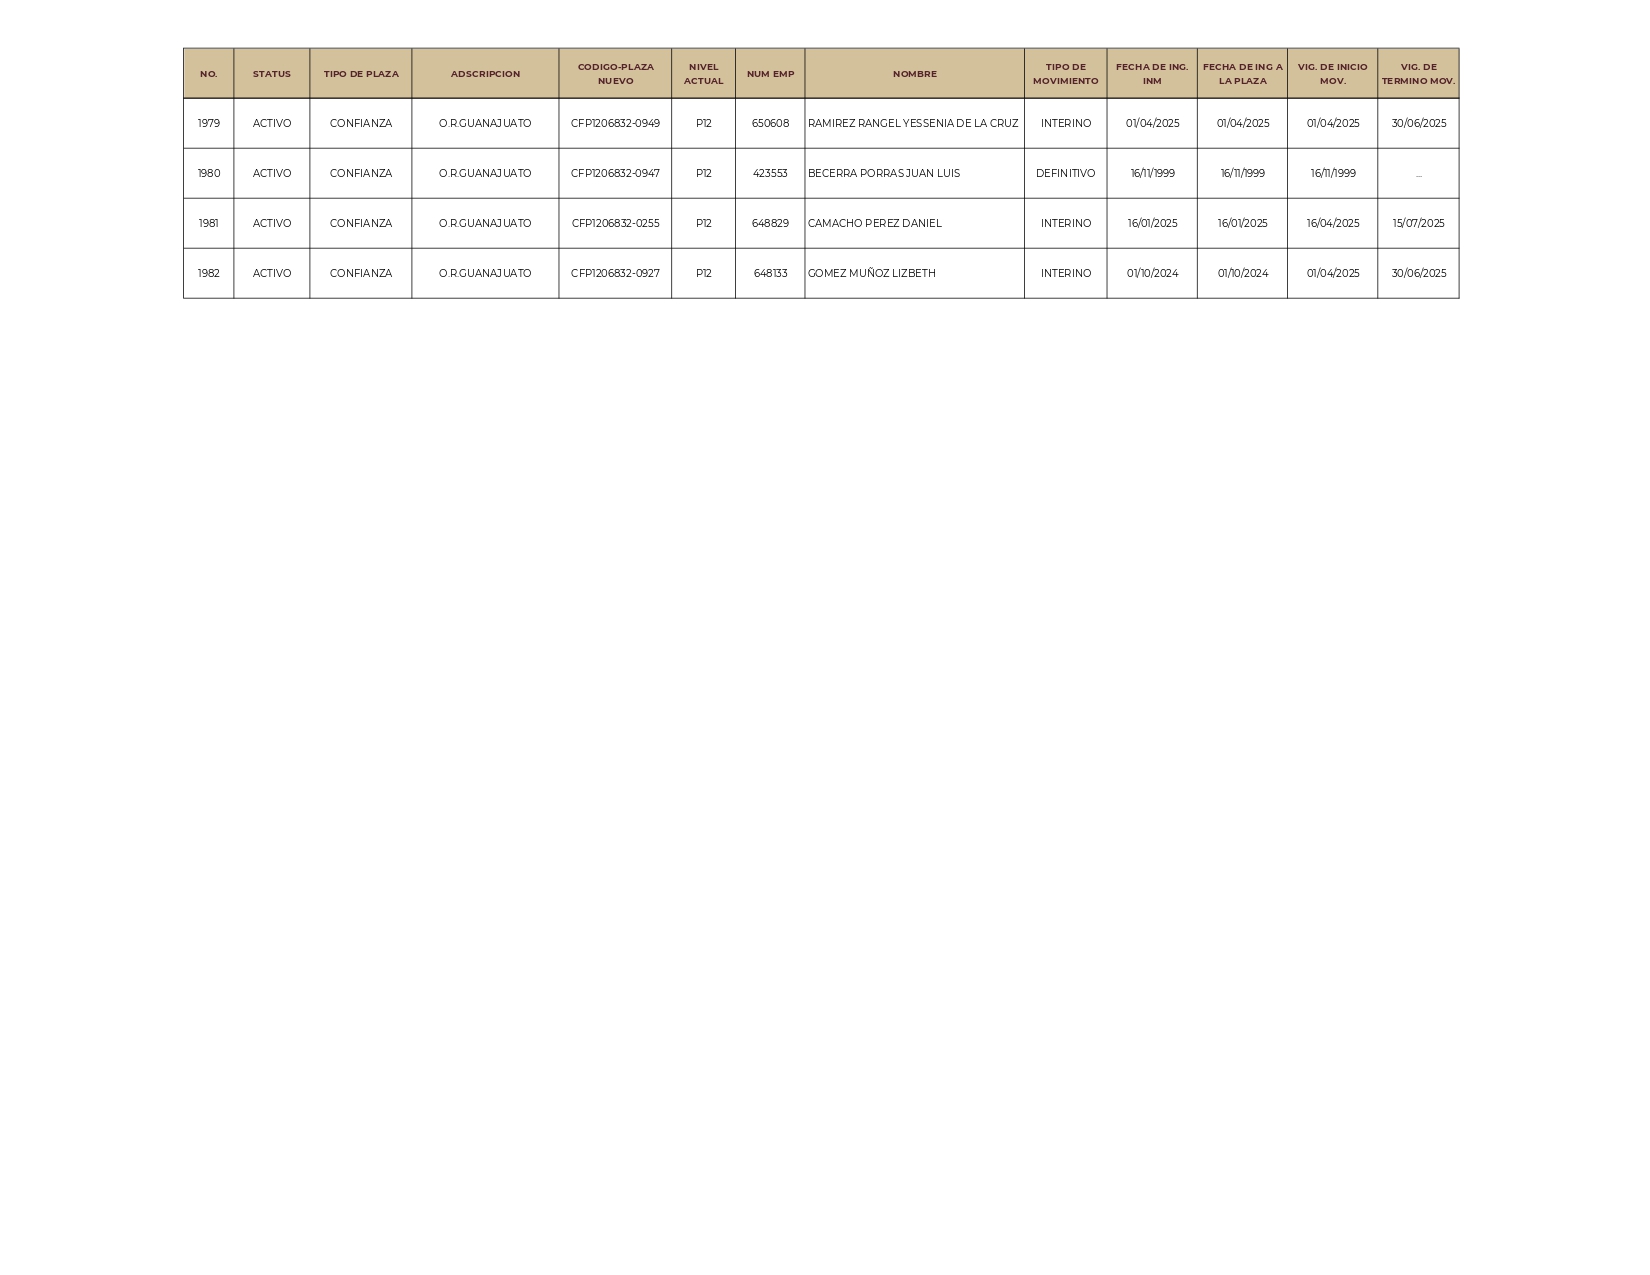 NO. STATUS TIPO DE PLAZA ADSCRIPCION CODIGO-PLAZA NUEVO NIVEL ACTUAL NUM EMP NOMBRE TIPO DE MOVIMIENTO FECHA DE ING. INM FECHA DE ING A LA PLAZA VIG. DE INICIO MOV. VIG. DE TERMINO MOV.
1979 ACTIVO CONFIANZA O.R.GUANAJUATO CFP1206832-0949 P12 650608 RAMIREZ RANGEL YESSENIA DE LA CRUZ INTERINO 01/04/2025 01/04/2025 01/04/2025 30/06/2025
1980 ACTIVO CONFIANZA O.R.GUANAJUATO CFP1206832-0947 P12 423553 BECERRA PORRAS JUAN LUIS DEFINITIVO 16/11/1999 16/11/1999 16/11/1999 ...
1981 ACTIVO CONFIANZA O.R.GUANAJUATO CFP1206832-0255 P12 648829 CAMACHO PEREZ DANIEL INTERINO 16/01/2025 16/01/2025 16/04/2025 15/07/2025
1982 ACTIVO CONFIANZA O.R.GUANAJUATO CFP1206832-0927 P12 648133 GOMEZ MUÑOZ LIZBETH INTERINO 01/10/2024 01/10/2024 01/04/2025 30/06/2025